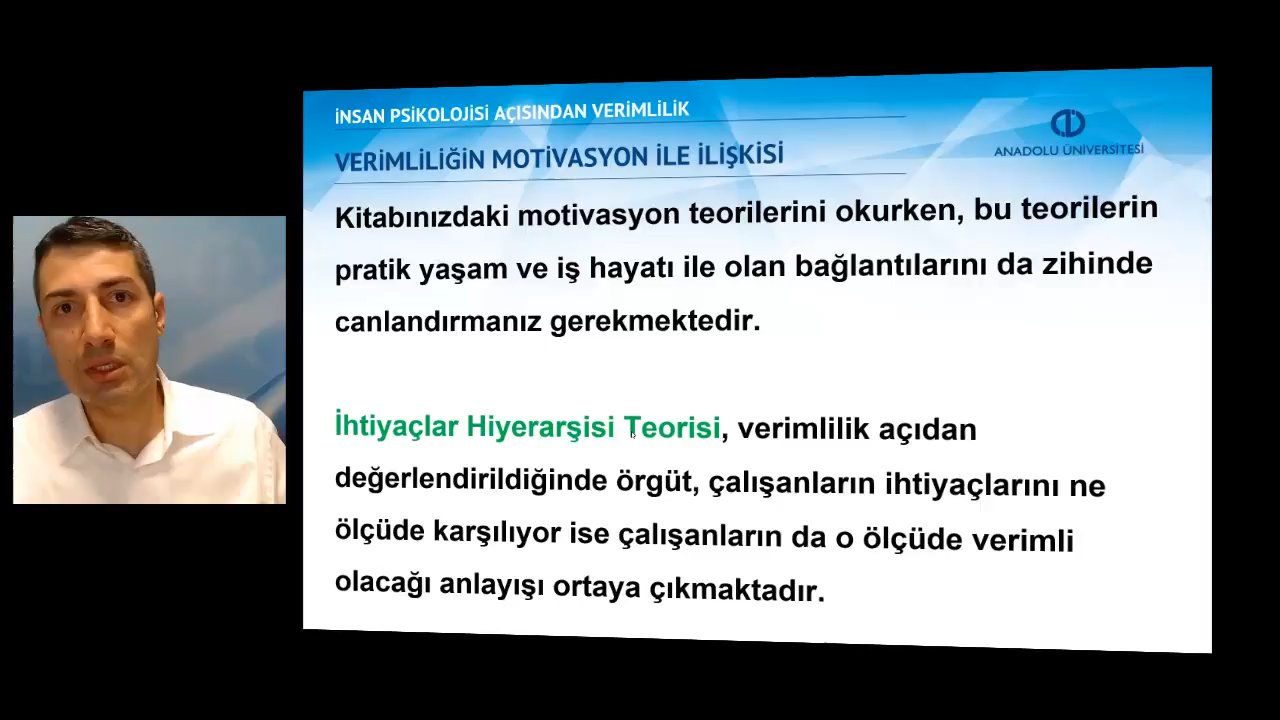 İNSAN PSİKOLOJİSİ AÇISINDAN VERİMLİLİK
VERİMLİLİĞİN MOTİVASYON İLE İLİŞKİSİ
ANADOLU ÜNİVERSİTESİ
Kitabınızdaki motivasyon teorilerini okurken, bu teorilerin
pratik yaşam ve iş hayatı ile olan bağlantılarını da zihinde
canlandırmanız gerekmektedir.
İhtiyaçlar Hiyerarşisi Teorisi, verimlilik açıdan
değerlendirildiğinde örgüt, çalışanların ihtiyaçlarını ne
ölçüde karşılıyor ise çalışanların da o ölçüde verimli
olacağı anlayışı ortaya çıkmaktadır.